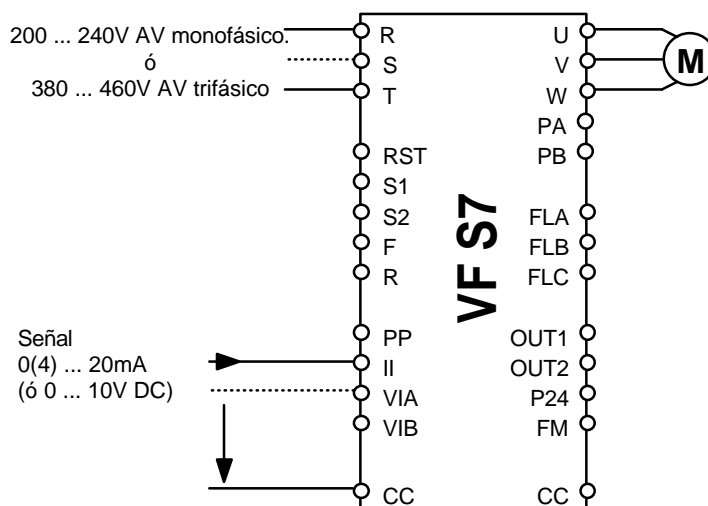 200 ... 240V AV monofásico.
ó
380 ... 460V AV trifásico
R
S
T
RST
S1
S2
F
R
PP
II
VIA
VIB
CC
Señal
0(4) ... 20mA
(ó 0 ... 10V DC)
VF S7
U
V
W
PA
PB
FLA
FLB
FLC
OUT1
OUT2
P24
FM
CC
M